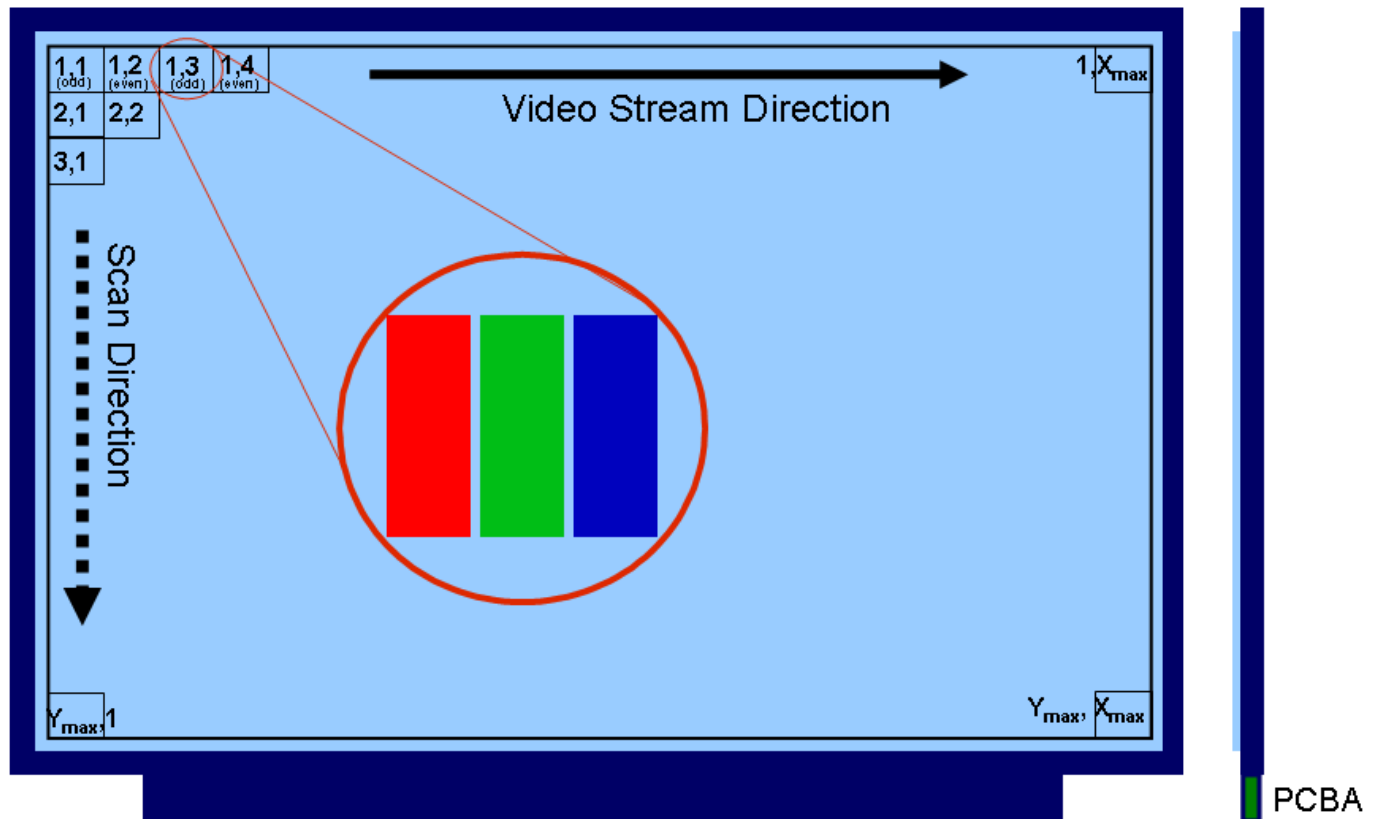 1,1 1,2 1,3 1,4 1,Xmax
(odd) (even) (odd) (even)
Video Stream Direction
2,1 2,2
3,1
Scan Direction
Ymax,1 Ymax, Xmax
PCBA